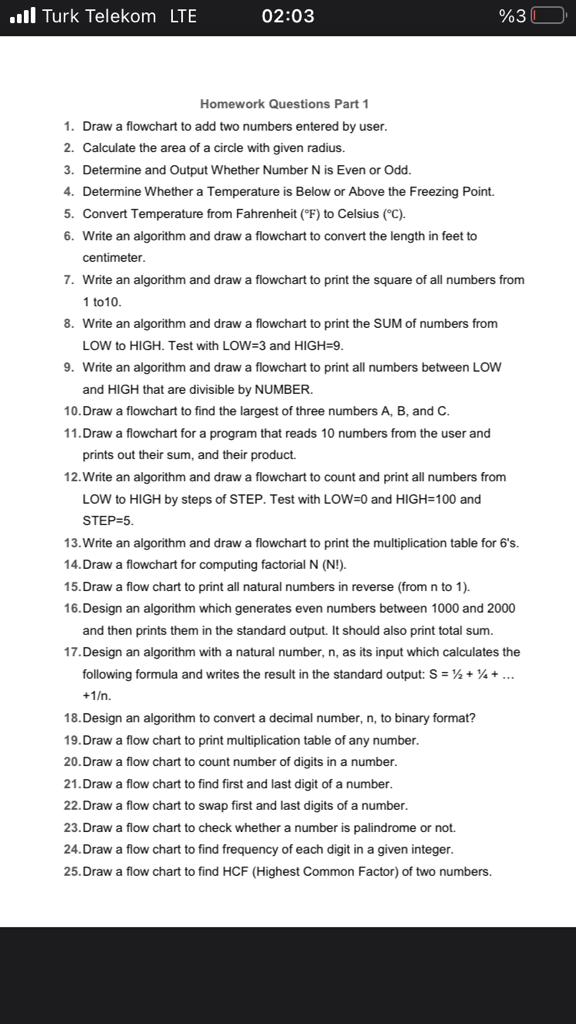 Turk Telekom LTE 02:03 %3
Homework Questions Part 1
1. Draw a flowchart to add two numbers entered by user.
2. Calculate the area of a circle with given radius.
3. Determine and Output Whether Number N is Even or Odd.
4. Determine Whether a Temperature is Below or Above the Freezing Point.
5. Convert Temperature from Fahrenheit (℉) to Celsius (℃).
6. Write an algorithm and draw a flowchart to convert the length in feet to
centimeter.
7. Write an algorithm and draw a flowchart to print the square of all numbers from
1 to10.
8. Write an algorithm and draw a flowchart to print the SUM of numbers from
LOW to HIGH. Test with LOW=3 and HIGH=9.
9. Write an algorithm and draw a flowchart to print all numbers between LOW
and HIGH that are divisible by NUMBER.
10.Draw a flowchart to find the largest of three numbers A, B, and C.
11.Draw a flowchart for a program that reads 10 numbers from the user and
prints out their sum, and their product.
12.Write an algorithm and draw a flowchart to count and print all numbers from
LOW to HIGH by steps of STEP. Test with LOW=0 and HIGH=100 and
STEP=5.
13.Write an algorithm and draw a flowchart to print the multiplication table for 6's.
14.Draw a flowchart for computing factorial N (N!).
15.Draw a flow chart to print all natural numbers in reverse (from n to 1).
16.Design an algorithm which generates even numbers between 1000 and 2000
and then prints them in the standard output. It should also print total sum.
17.Design an algorithm with a natural number, n, as its input which calculates the
following formula and writes the result in the standard output: S = ½ + ¼ + …
+1/n.
18.Design an algorithm to convert a decimal number, n, to binary format?
19.Draw a flow chart to print multiplication table of any number.
20.Draw a flow chart to count number of digits in a number.
21.Draw a flow chart to find first and last digit of a number.
22.Draw a flow chart to swap first and last digits of a number.
23.Draw a flow chart to check whether a number is palindrome or not.
24.Draw a flow chart to find frequency of each digit in a given integer.
25.Draw a flow chart to find HCF (Highest Common Factor) of two numbers.